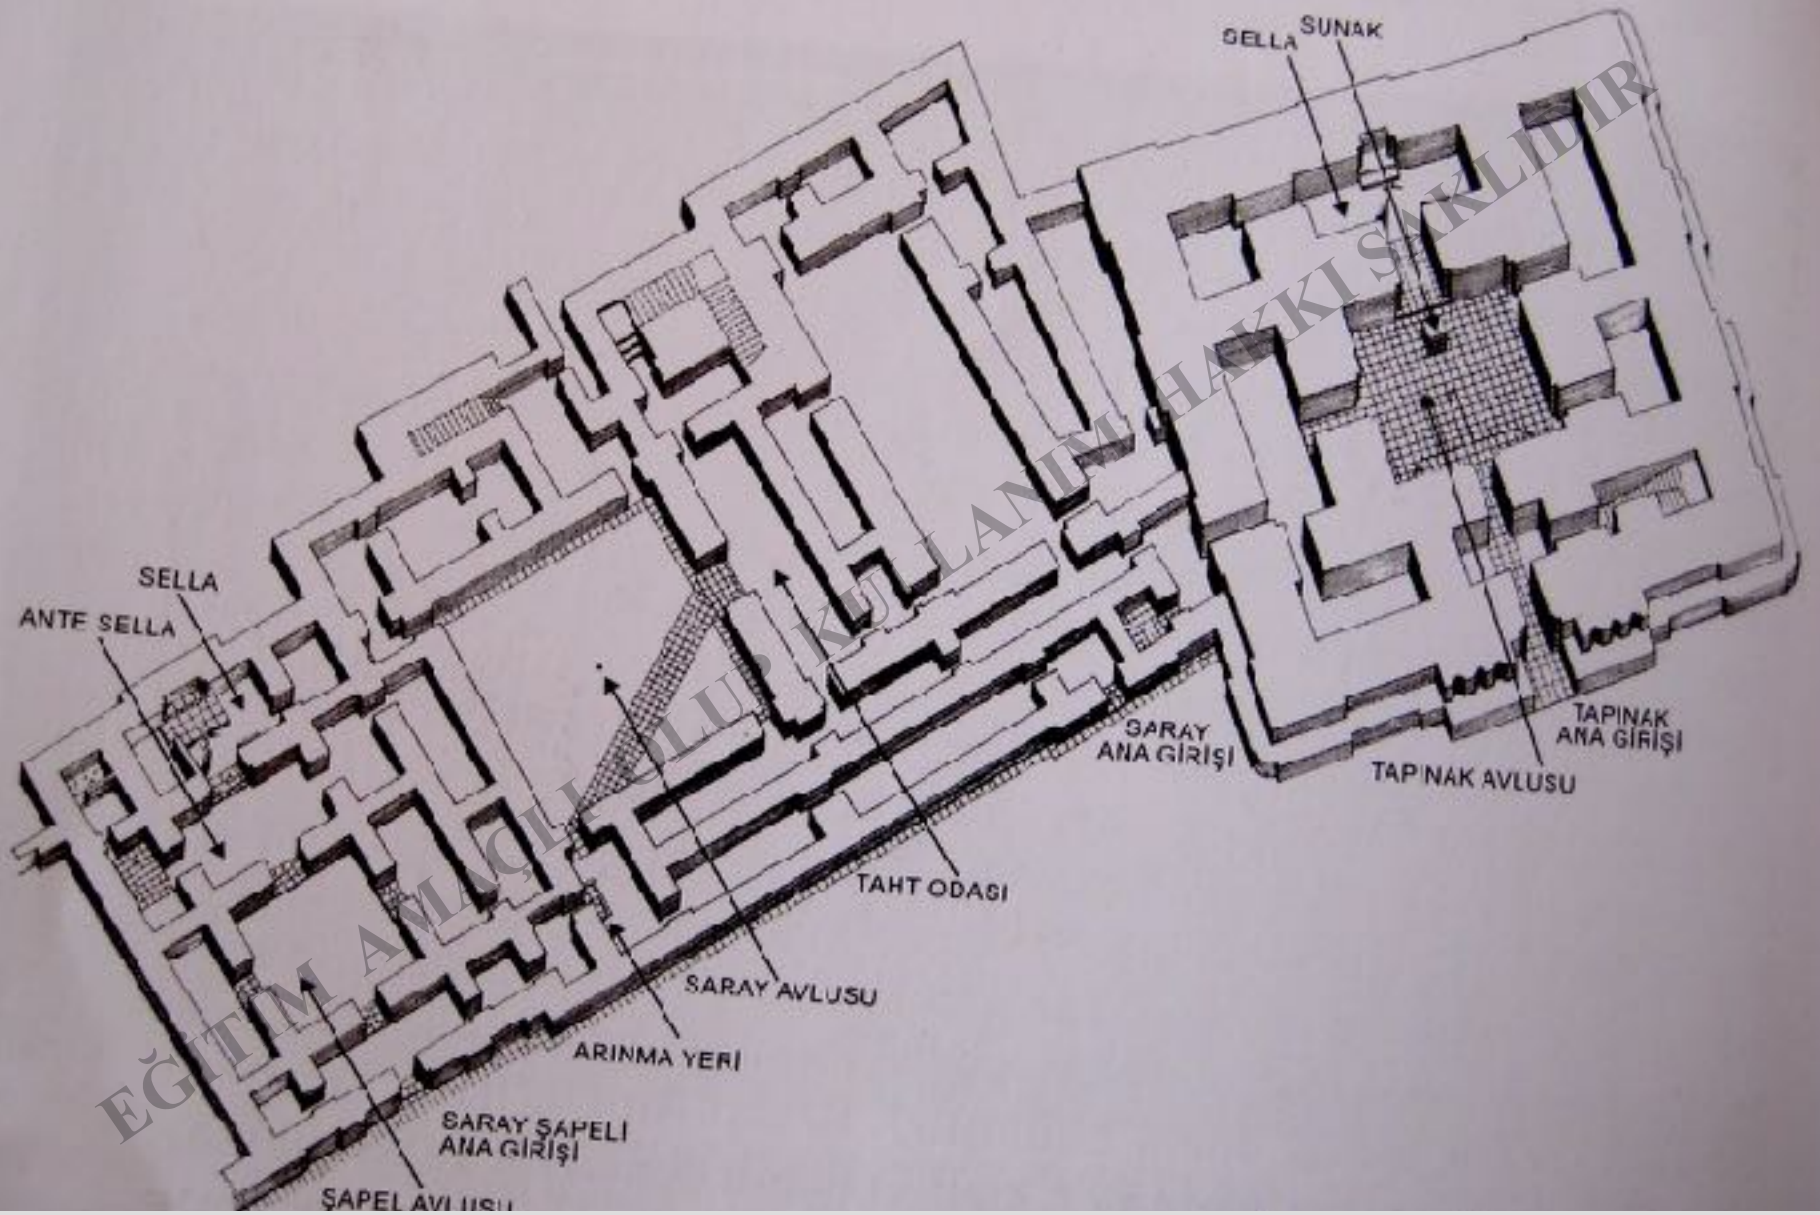 SELLA
SUNAK
SELLA
ANTE SELLA
SARAY
ANA GİRİŞİ
TAPINAK
ANA GİRİŞİ
TAPINAK AVLUSU
TAHT ODASI
SARAY AVLUSU
ARINMA YERİ
SARAY ŞAPELİ
ANA GİRİŞİ
ŞAPEL AVLUSU
EĞİTİM AMAÇLI OLUP KULLANIM HAKKI SAKLIDIR